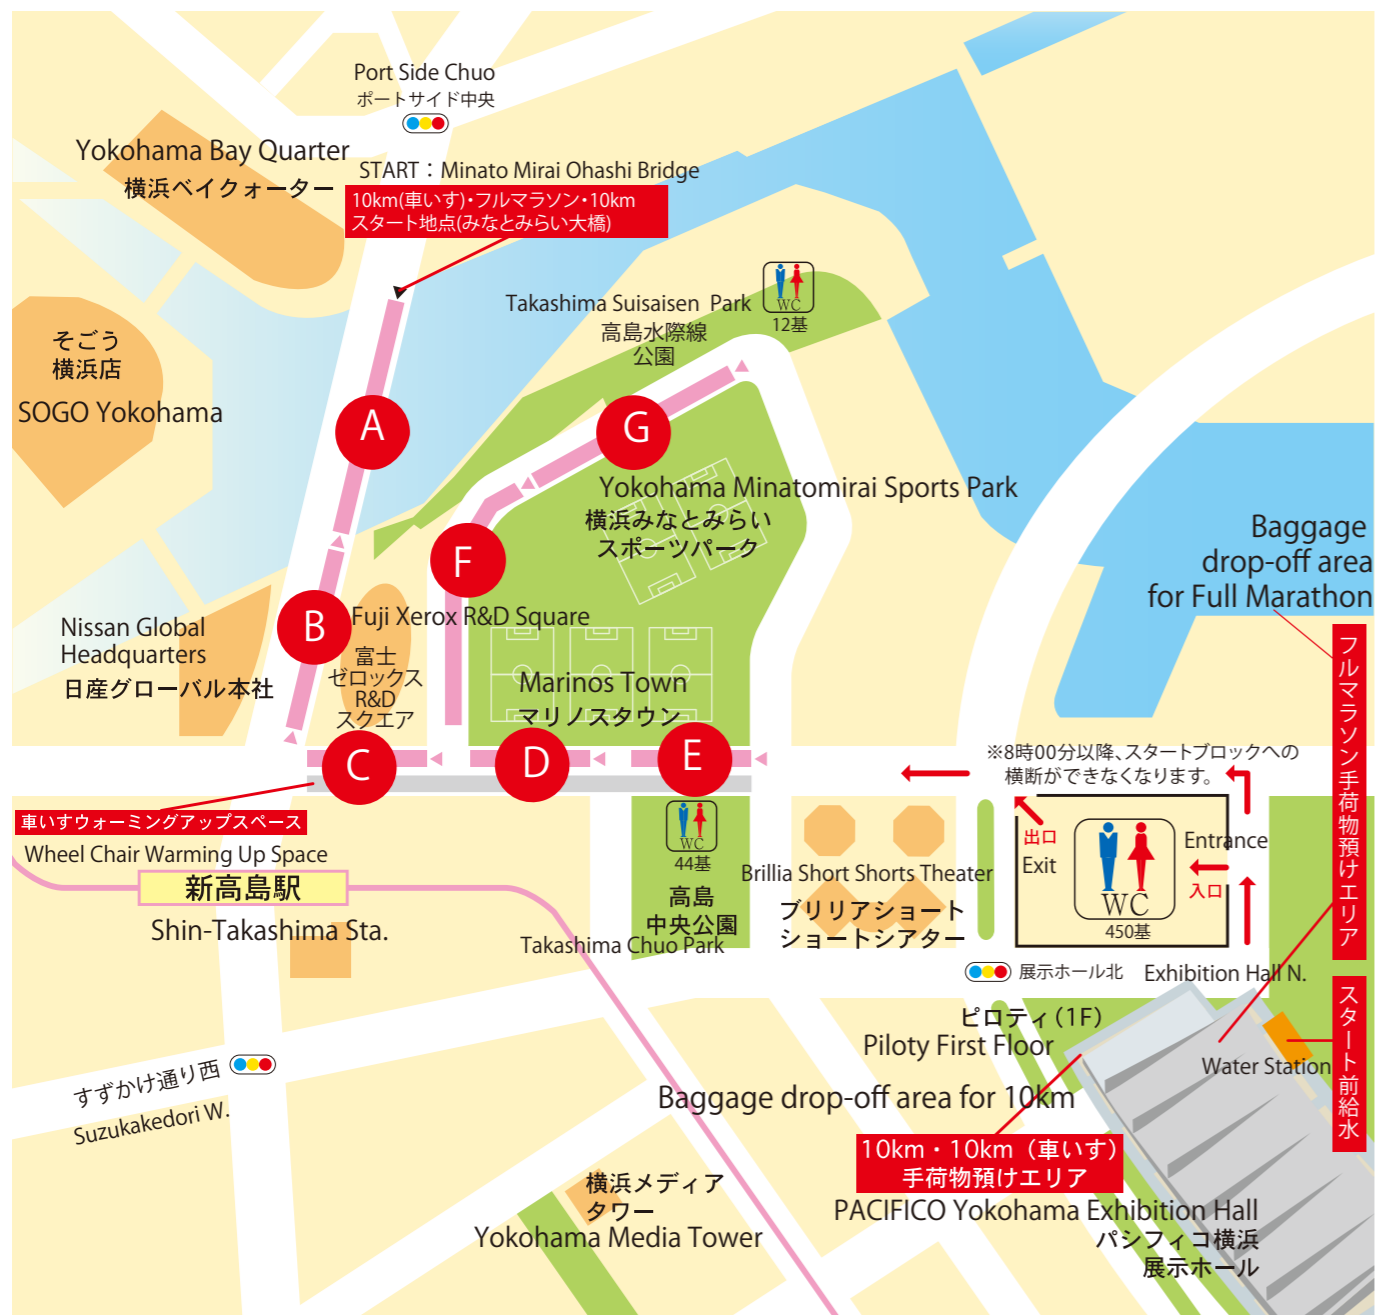 Port Side Chuo
ポートサイド中央
Yokohama Bay Quarter
横浜ベイクォーター
START：Minato Mirai Ohashi Bridge
10km(車いす)・フルマラソン・10km
スタート地点(みなとみらい大橋)
そごう
横浜店
SOGO Yokohama
Takashima Suisaisen Park
高島水際線
公園
WC
12基
A
G
Yokohama Minatomirai Sports Park
横浜みなとみらい
スポーツパーク
Baggage
drop-off area
for Full Marathon
フルマラソン手荷物預けエリア
F
B
Fuji Xerox R&D Square
富士
ゼロックス
R&D
スクエア
Nissan Global
Headquarters
日産グローバル本社
Marinos Town
マリノスタウン
C
D
E
※8時00分以降、スタートブロックへの
横断ができなくなります。
車いすウォーミングアップスペース
Wheel Chair Warming Up Space
新高島駅
Shin-Takashima Sta.
WC
44基
高島
中央公園
Takashima Chuo Park
Brillia Short Shorts Theater
ブリリアショート
ショートシアター
出口
Exit
WC
450基
Entrance
入口
展示ホール北
Exhibition Hall N.
ピロティ(1F)
Piloty First Floor
Water Station
スタート前給水
すずかけ通り西
Suzukakedori W.
Baggage drop-off area for 10km
10km・10km（車いす）
手荷物預けエリア
横浜メディア
タワー
Yokohama Media Tower
PACIFICO Yokohama Exhibition Hall
パシフィコ横浜
展示ホール